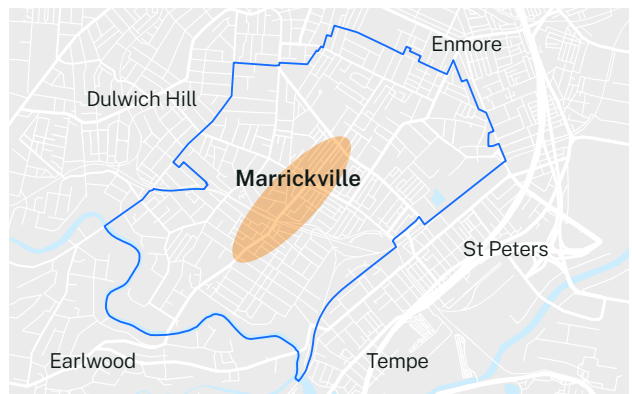 Enmore
Dulwich Hill
Marrickville
St Peters
Earlwood
Tempe